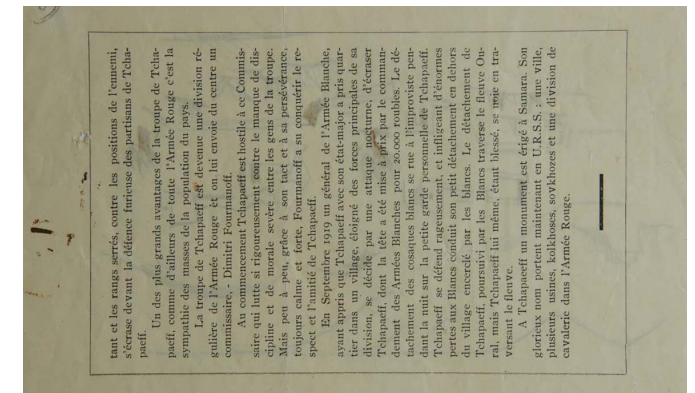 tant et les rangs serrés, contre les positions de l'ennemi,
s'écrase devant la défence furieuse des partisans de Tcha-
paeff.
Un des plus grands avantages de la troupe de Tcha-
paeff, comme d'ailleurs de toute l'Armée Rouge c'est la
sympathie des masses de la population du pays.
La troupe de Tchapaeff est devenue une division ré-
gulière de l'Armée Rouge et on lui envoie du centre un
commissaire, - Dimitri Fourmanoff.
Au commencement Tchapaeff est hostile à ce Commis-
saire qui lutte si rigoureusement contre le manque de dis-
cipline et de morale sevère entre les gens de la troupe.
Mais peu à peu, grâce à son tact et à sa persévérance,
toujours calme et forte, Fourmanoff a su conquérir le re-
spect et l'amitié de Tchapaeff.
En Septembre 1919 un général de l'Armée Blanche,
ayant appris que Tchapaeff avec son état-major a pris quar-
tier dans un village, éloigné des forces principales de sa
division, se décide par une attaque nocturne, d'écraser
Tchapaeff, dont la tête a été mise à prix par le comman-
dement des Armées Blanches pour 20.000 roubles. Le dé-
tachement des cosaques blancs se rue à l'improviste pen-
dant la nuit sur la petite garde personnelle de Tchapaeff.
Tchapaeff se défend rageusement, et infligeant d'énormes
pertes aux Blancs conduit son petit détachement en dehors
du village encerclé par les blancs. Le détachement de
Tchapaeff, poursuivi par les Blancs traverse le fleuve Ou-
ral, mais Tchapaeff lui même, étant blessé, se noie en tra-
versant le fleuve.
A Tchapaeeff un monument est érigé à Samara. Son
glorieux nom portent maintenant en U.R.S.S. : une ville,
plusieurs usines, kolkhoses, sovkhozes et une division de
cavalerie dans l'Armée Rouge.